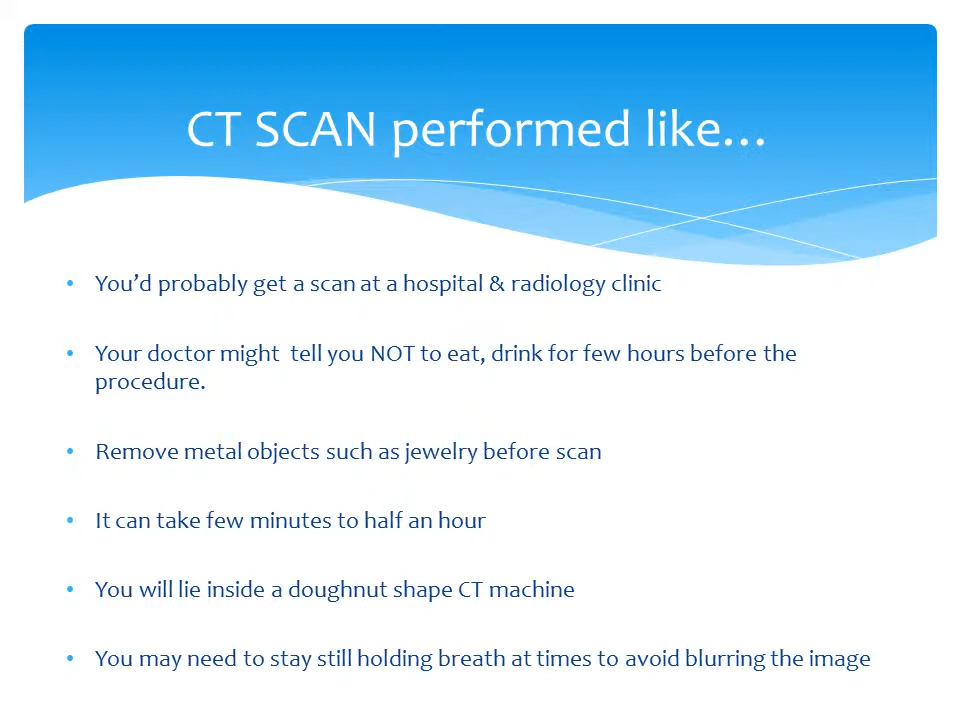 CT SCAN performed like…
• You’d probably get a scan at a hospital & radiology clinic
• Your doctor might  tell you NOT to eat, drink for few hours before the
procedure.
• Remove metal objects such as jewelry before scan
• It can take few minutes to half an hour
• You will lie inside a doughnut shape CT machine
• You may need to stay still holding breath at times to avoid blurring the image